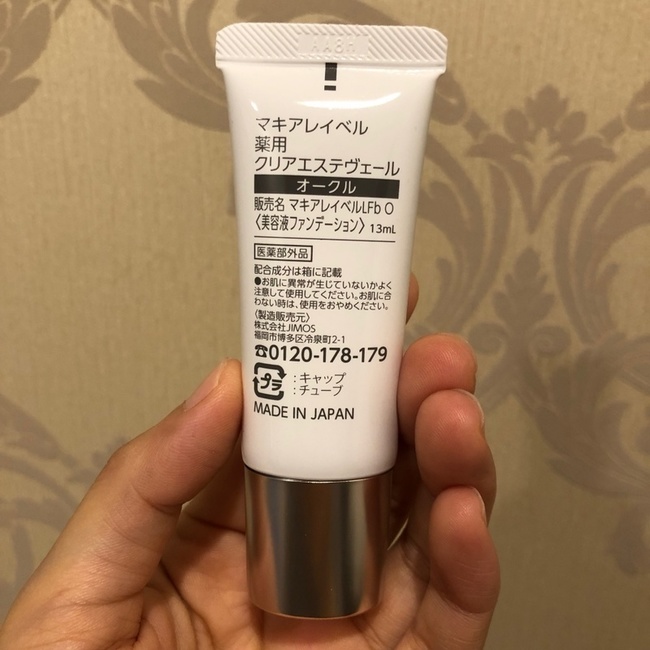 マキアレイベル
薬用
クリアエステヴェール
オークル
販売名 マキアレイベルLFb O
〈美容液ファンデーション〉 13mL
医薬部外品
配合成分は箱に記載
●お肌に異常が生じていないかよく
注意して使用してください。お肌に合
わない時は、使用をおやめください。
〈製造販売元〉
株式会社JIMOS
福岡市博多区冷泉町2-1
☎0120-178-179
プラ
:キャップ
:チューブ
MADE IN JAPAN